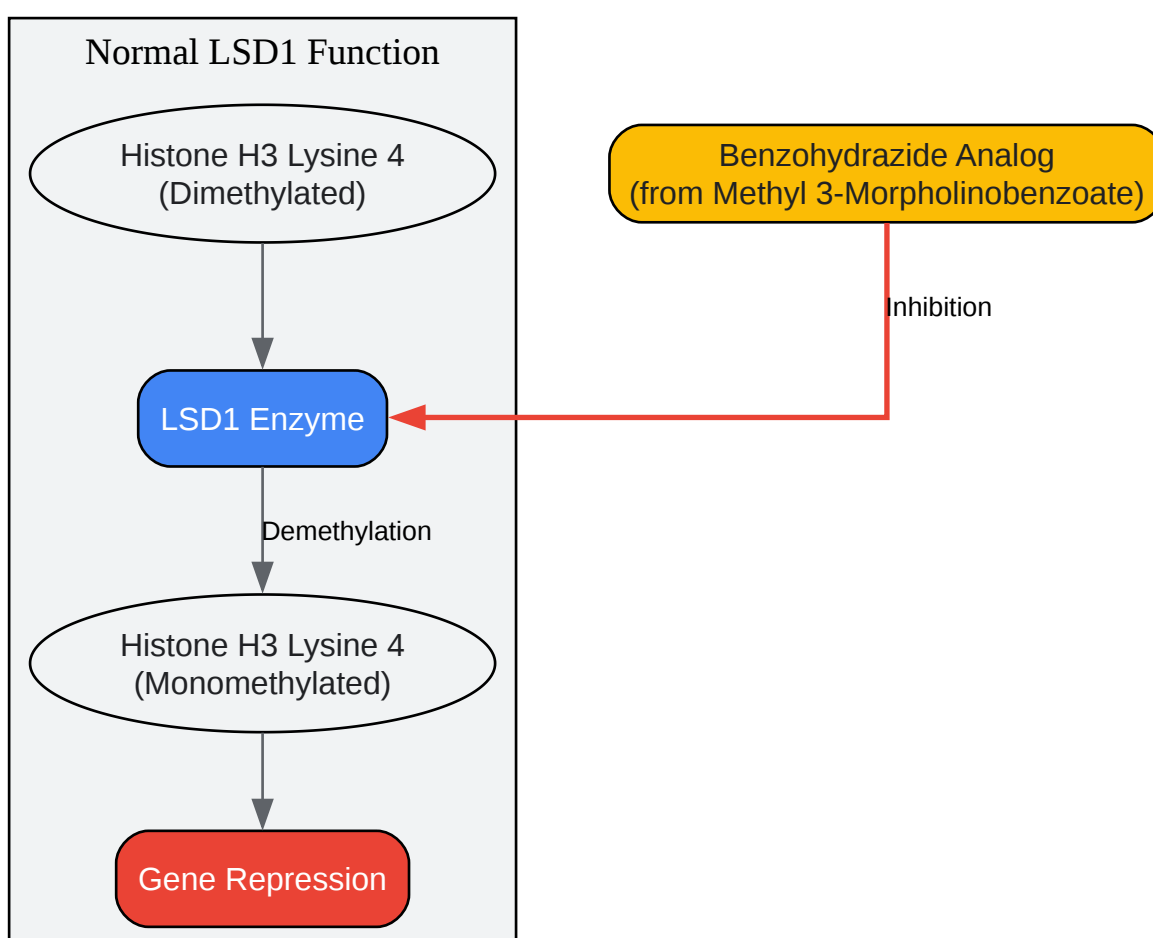 Normal LSD1 Function
Histone H3 Lysine 4
(Dimethylated)
Benzohydrazide Analog
(from Methyl 3-Morpholinobenzoate)
Inhibition
LSD1 Enzyme
Demethylation
Histone H3 Lysine 4
(Monomethylated)
Gene Repression